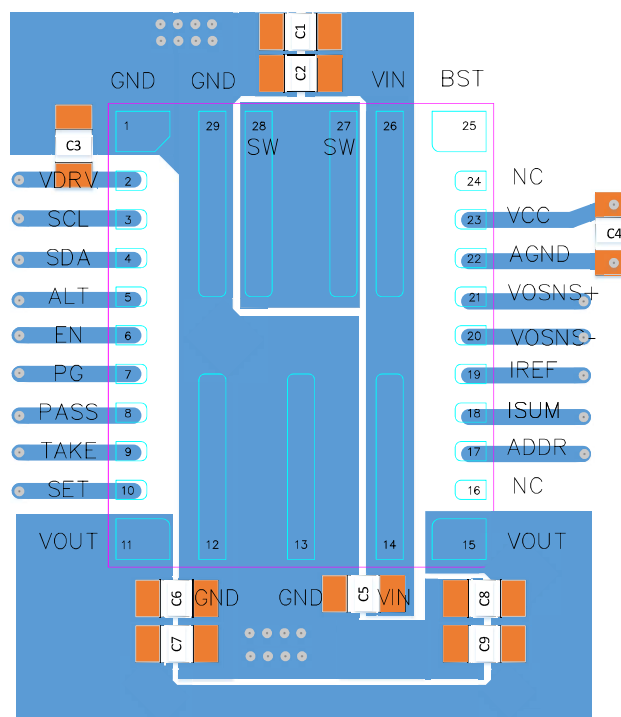 C1
C2
GND GND VIN BST
1 29 28 27 26 25
SW SW
C3
VDRV 2 24 NC
SCL 3 23 VCC
C4
SDA 4 22 AGND
ALT 5 21 VOSNS+
EN 6 20 VOSNS-
PG 7 19 IREF
PASS 8 18 ISUM
TAKE 9 17 ADDR
SET 10 16 NC
VOUT 11 12 13 14 15 VOUT
C6 GND GND C5 VIN C8
C7 C9